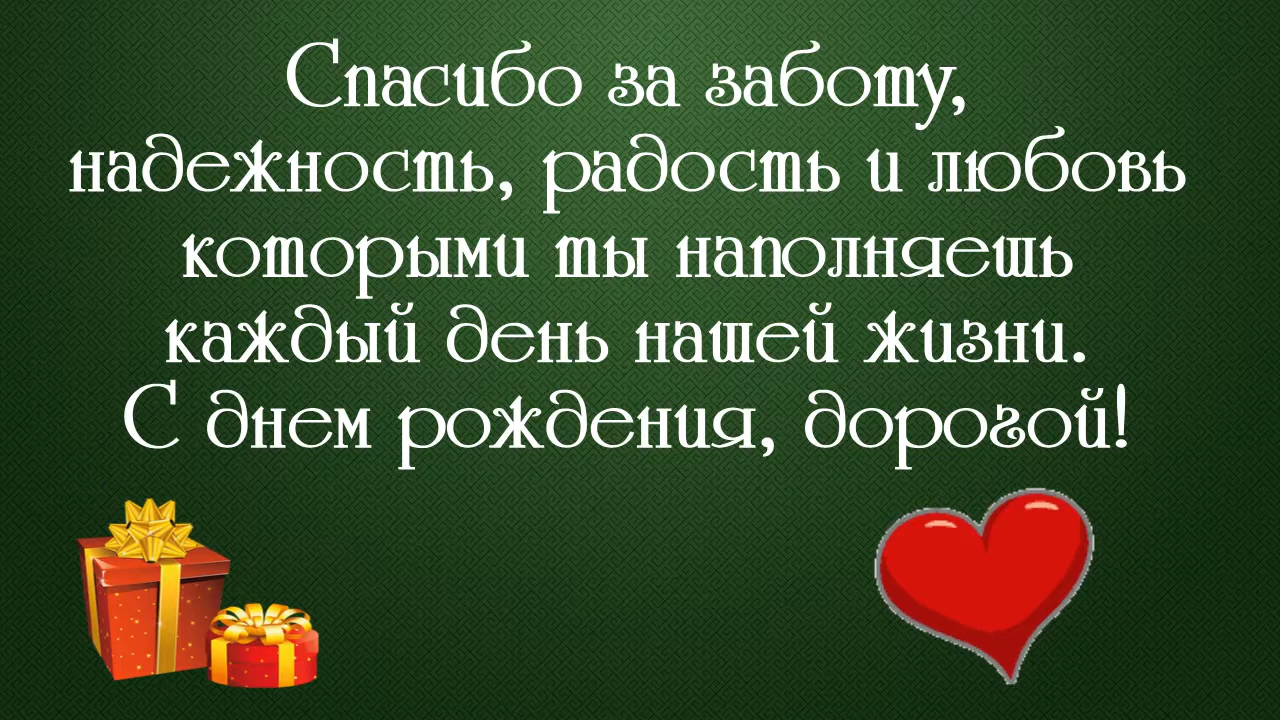 Спасибо за заботу,
надежность, радость и любовь
которыми ты наполняешь
каждый день нашей жизни.
С днем рождения, дорогой!